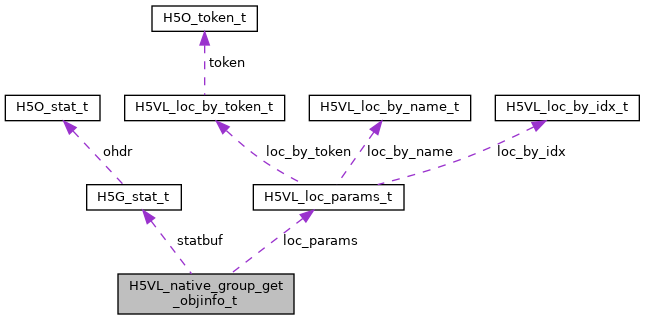 H5O_token_t
token
H5O_stat_t
H5VL_loc_by_token_t
H5VL_loc_by_name_t
H5VL_loc_by_idx_t
ohdr
loc_by_token
loc_by_name
loc_by_idx
H5G_stat_t
H5VL_loc_params_t
statbuf
loc_params
H5VL_native_group_get
_objinfo_t